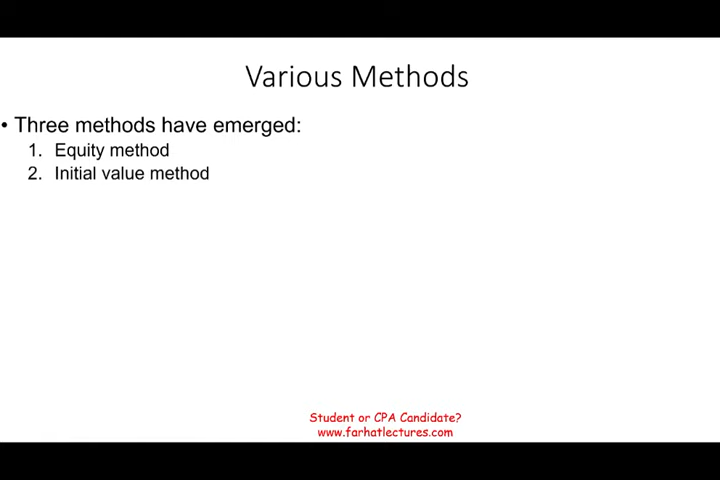 Various Methods
• Three methods have emerged:
1. Equity method
2. Initial value method
Student or CPA Candidate?
www.farhatlectures.com